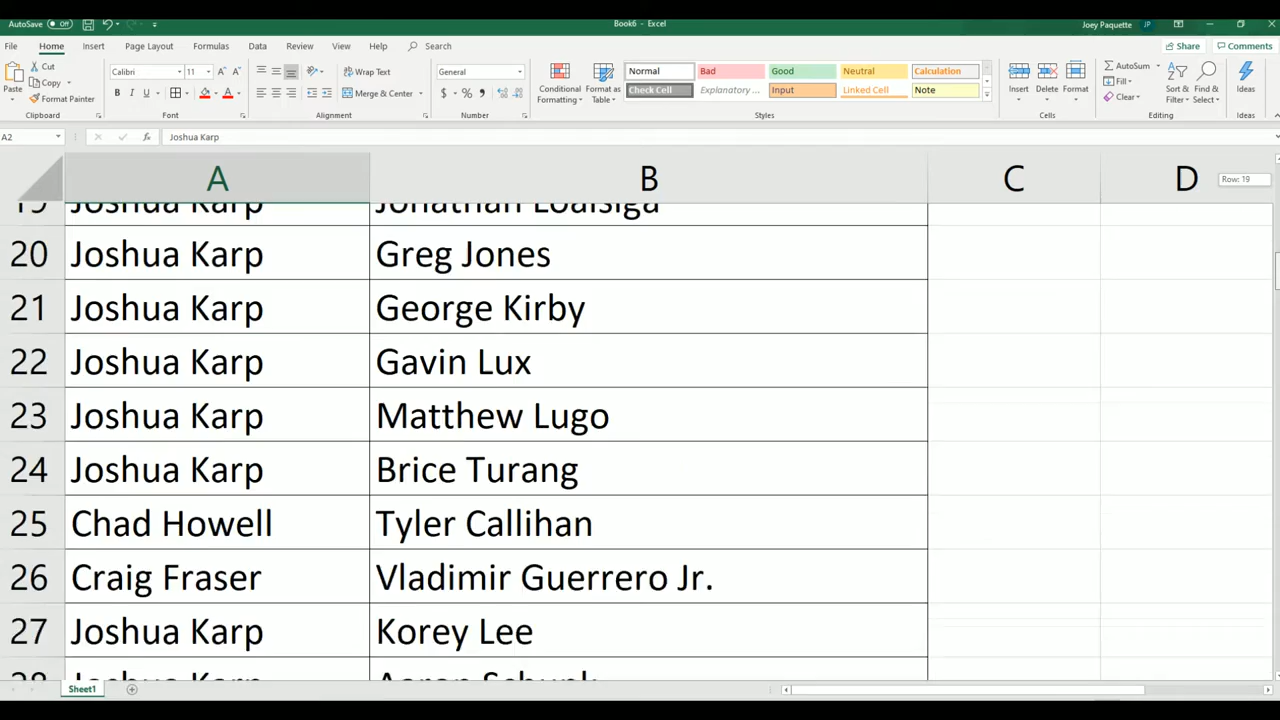 AutoSave Off
Book6 - Excel
Joey Paquette JP
File Home Insert Page Layout Formulas Data Review View Help Search
Share Comments
Paste
Cut
Copy
Format Painter
Clipboard
Calibri 11 A A
B I U A
Font
Wrap Text
Merge & Center
Alignment
General
$ % ,
Number
Conditional Formatting
Format as Table
Normal Bad Good Neutral Calculation
Check Cell Explanatory ... Input Linked Cell Note
Styles
Insert Delete Format
Cells
AutoSum
Fill
Clear
Sort & Filter
Find & Select
Editing
Ideas
Ideas
A2 fx Joshua Karp
A B C D
Row: 19
19 Joshua Karp Jonathan Loaisiga
20 Joshua Karp Greg Jones
21 Joshua Karp George Kirby
22 Joshua Karp Gavin Lux
23 Joshua Karp Matthew Lugo
24 Joshua Karp Brice Turang
25 Chad Howell Tyler Callihan
26 Craig Fraser Vladimir Guerrero Jr.
27 Joshua Karp Korey Lee
28 Joshua Karp Aaron Schunk
Sheet1